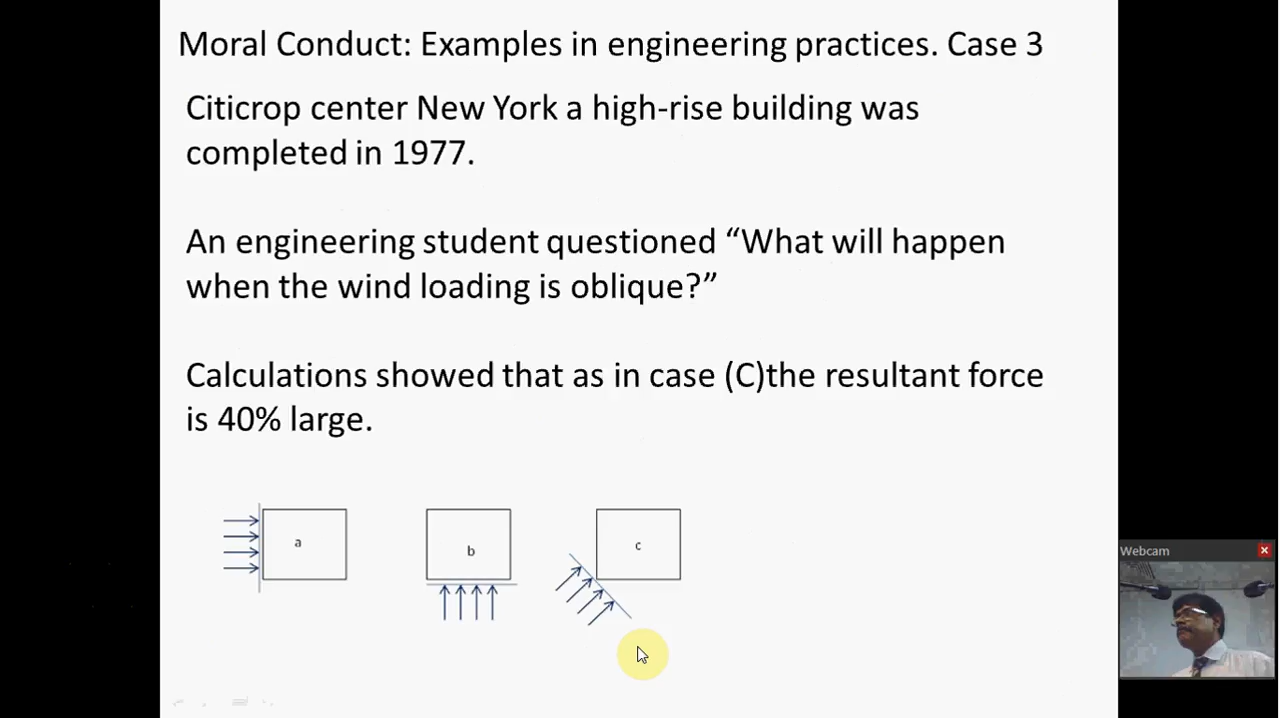 Moral Conduct: Examples in engineering practices. Case 3
Citicrop center New York a high-rise building was
completed in 1977.
An engineering student questioned “What will happen
when the wind loading is oblique?”
Calculations showed that as in case (C)the resultant force
is 40% large.
a
b
c
Webcam